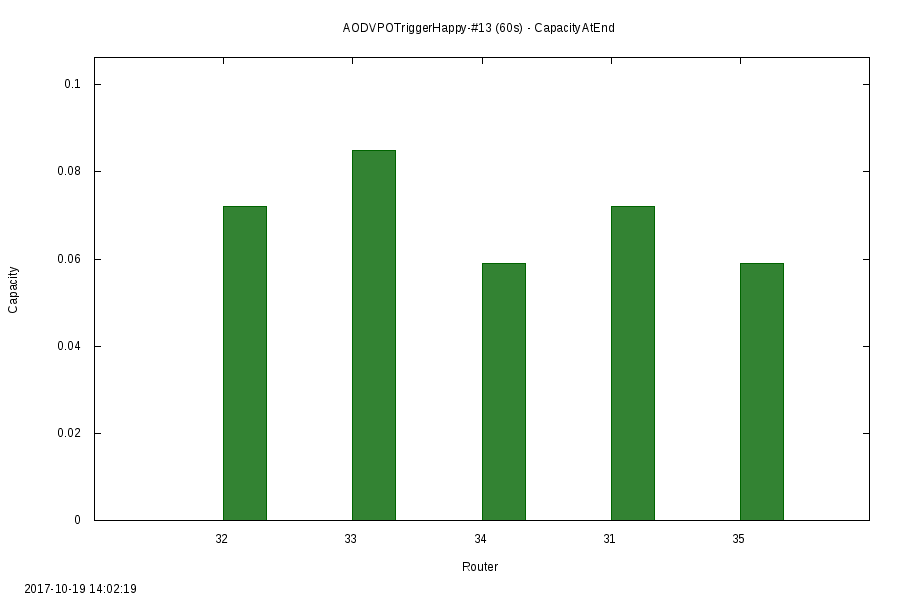 AODVPOTriggerHappy-#13 (60s) - CapacityAtEnd
0.1
0.08
0.06
0.04
0.02
0
Capacity
32 33 34 31 35
Router
2017-10-19 14:02:19